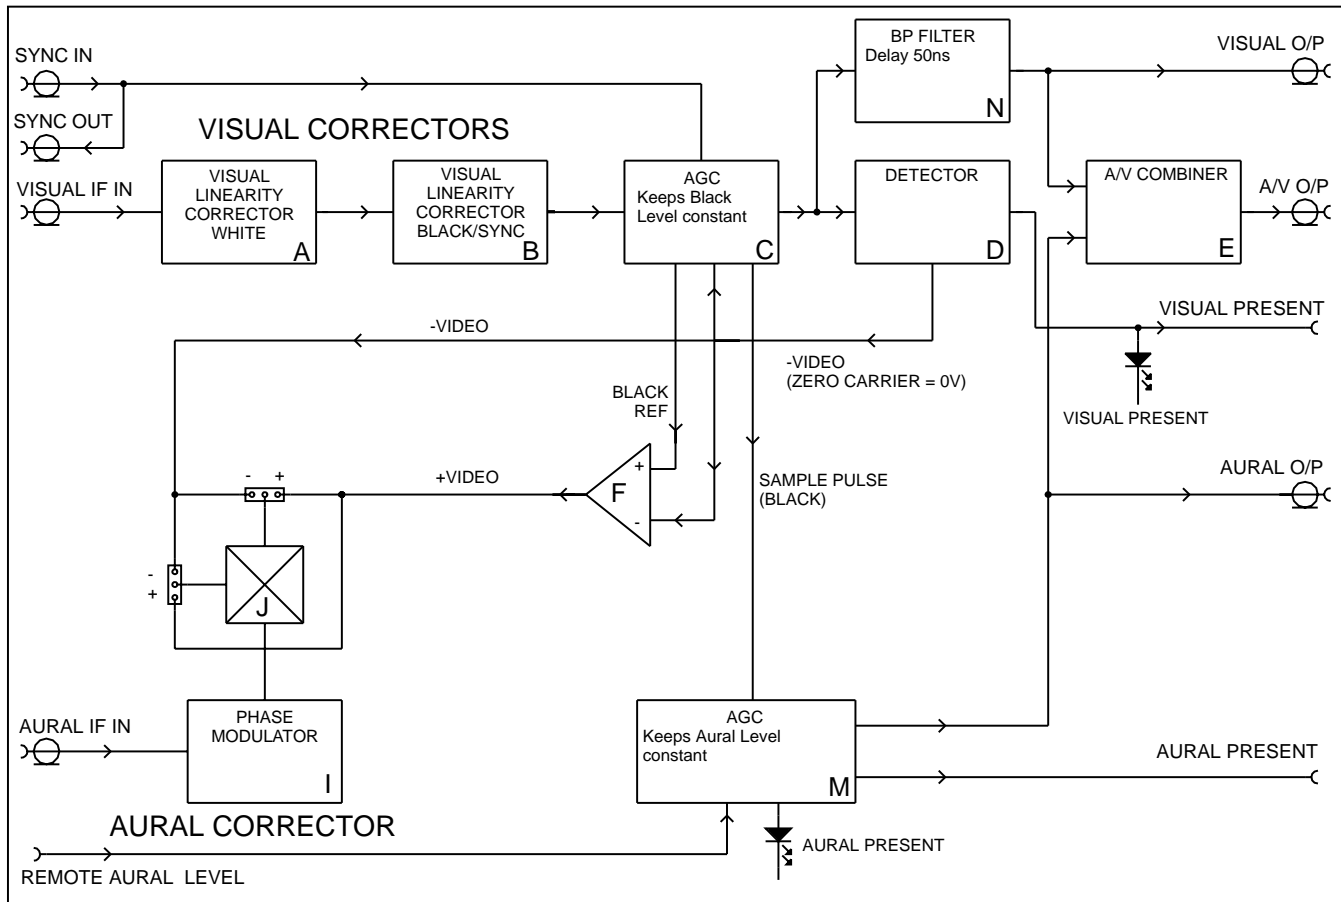 SYNC IN
SYNC OUT
VISUAL CORRECTORS
VISUAL IF IN
VISUAL
LINEARITY
CORRECTOR
WHITE
A
VISUAL
LINEARITY
CORRECTOR
BLACK/SYNC
B
AGC
Keeps Black
Level constant
C
BP FILTER
Delay 50ns
N
DETECTOR
D
A/V COMBINER
E
VISUAL O/P
A/V O/P
VISUAL PRESENT
VISUAL PRESENT
-VIDEO
-VIDEO
(ZERO CARRIER = 0V)
BLACK
REF
+
F
-
+VIDEO
SAMPLE PULSE
(BLACK)
AURAL O/P
- +
-
+
J
AURAL IF IN
PHASE
MODULATOR
I
AGC
Keeps Aural Level
constant
M
AURAL PRESENT
AURAL CORRECTOR
AURAL PRESENT
REMOTE AURAL LEVEL